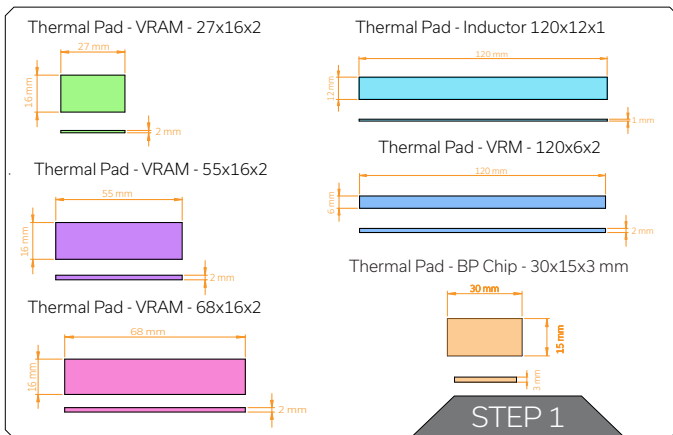 Thermal Pad - VRAM - 27x16x2
27 mm
16 mm
2 mm
Thermal Pad - VRAM - 55x16x2
55 mm
16 mm
2 mm
Thermal Pad - VRAM - 68x16x2
68 mm
16 mm
2 mm
Thermal Pad - Inductor 120x12x1
120 mm
12 mm
1 mm
Thermal Pad - VRM - 120x6x2
120 mm
6 mm
2 mm
Thermal Pad - BP Chip - 30x15x3 mm
30 mm
15 mm
3 mm
STEP 1